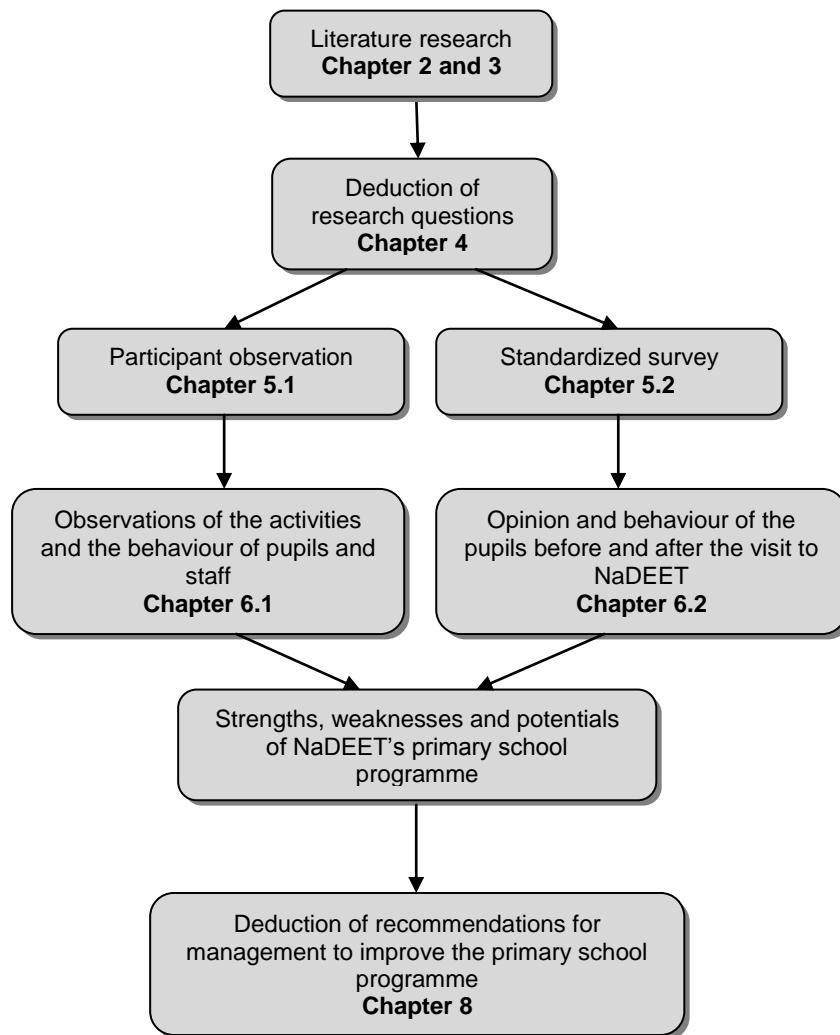 Literature research
Chapter 2 and 3
Deduction of
research questions
Chapter 4
Participant observation
Chapter 5.1
Standardized survey
Chapter 5.2
Observations of the activities
and the behaviour of pupils and
staff
Chapter 6.1
Opinion and behaviour of the
pupils before and after the visit to
NaDEET
Chapter 6.2
Strengths, weaknesses and potentials
of NaDEET’s primary school
programme
Deduction of recommendations for
management to improve the primary school
programme
Chapter 8